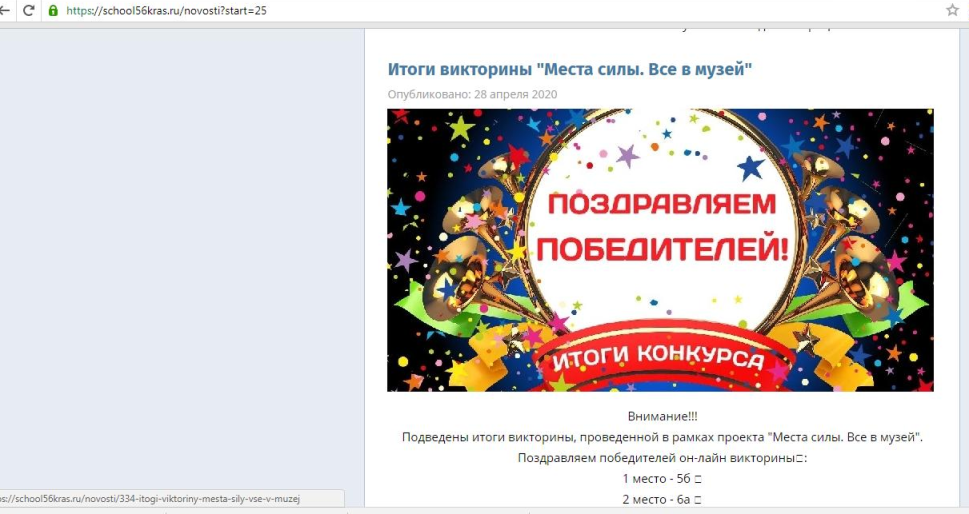 https://school56kras.ru/novosti?start=25
Итоги викторины "Места силы. Все в музей"
Опубликовано: 28 апреля 2020
ПОЗДРАВЛЯЕМ
ПОБЕДИТЕЛЕЙ!
ИТОГИ КОНКУРСА
Внимание!!!
Подведены итоги викторины, проведенной в рамках проекта "Места силы. Все в музей".
Поздравляем победителей он-лайн викторины□:
1 место - 5б □
2 место - 6а □
ps://school56kras.ru/novosti/334-itogi-viktoriny-mesta-sily-vse-v-muzej